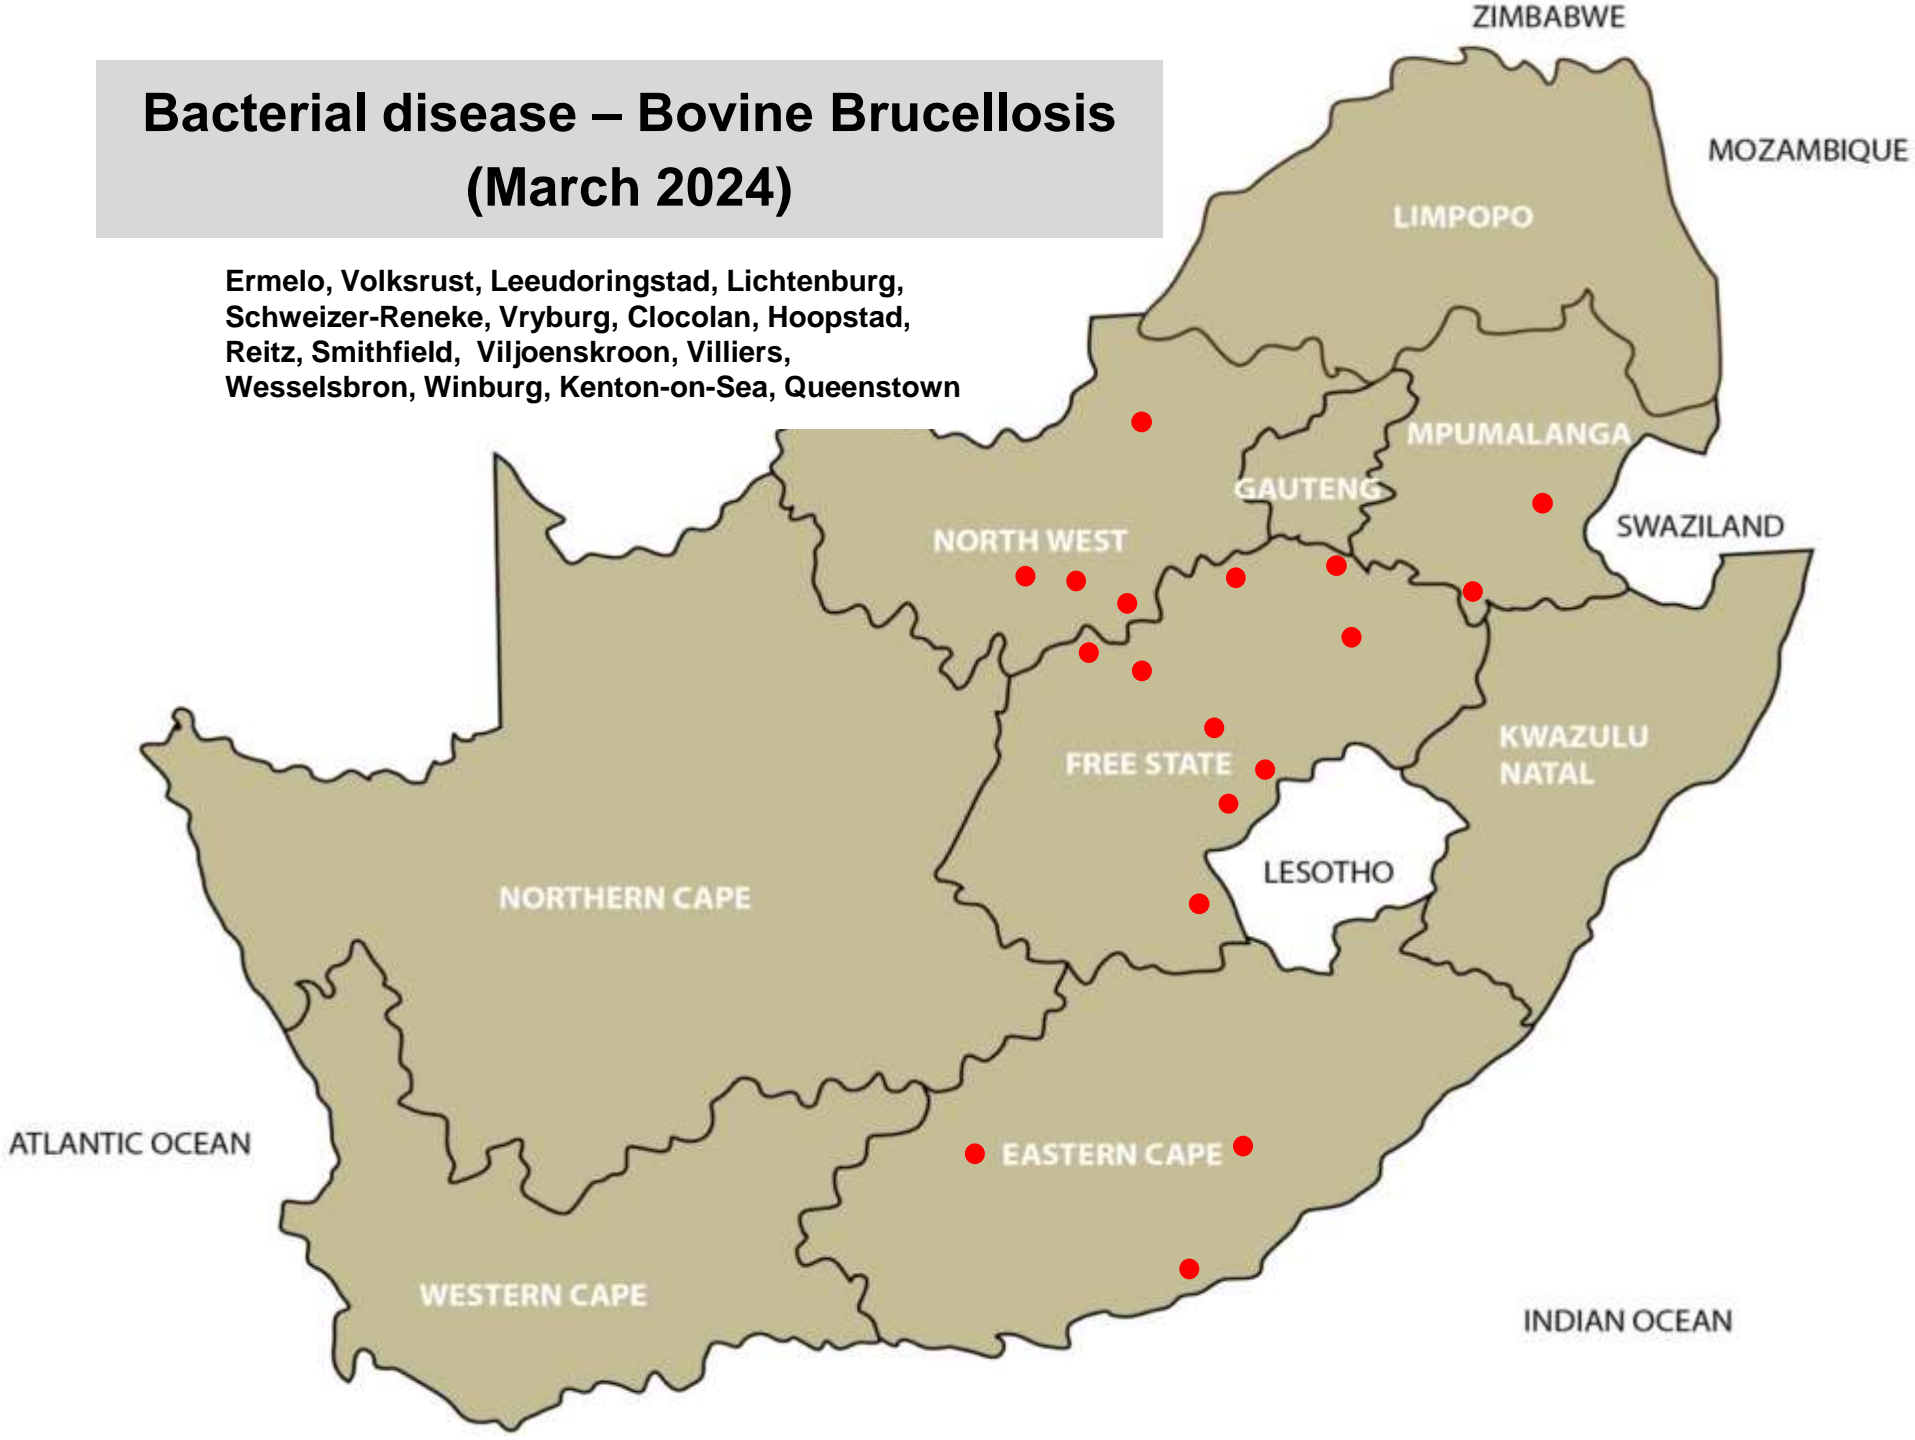 ZIMBABWE
Bacterial disease – Bovine Brucellosis
(March 2024)
MOZAMBIQUE
LIMPOPO
Ermelo, Volksrust, Leeudoringstad, Lichtenburg,
Schweizer-Reneke, Vryburg, Clocolan, Hoopstad,
Reitz, Smithfield, Viljoenskroon, Villiers,
Wesselsbron, Winburg, Kenton-on-Sea, Queenstown
MPUMALANGA
GAUTENG
SWAZILAND
NORTH WEST
KWAZULU
NATAL
FREE STATE
LESOTHO
NORTHERN CAPE
ATLANTIC OCEAN
EASTERN CAPE
WESTERN CAPE
INDIAN OCEAN